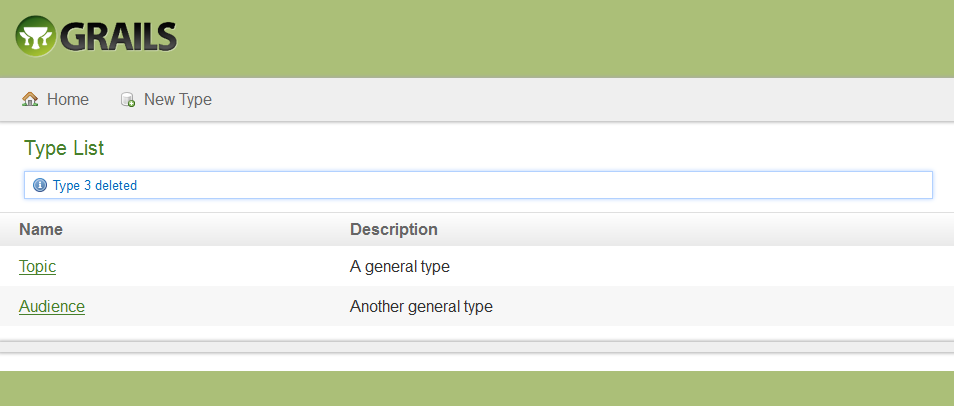 GRAILS
Home New Type
Type List
Type 3 deleted
Name Description
Topic A general type
Audience Another general type